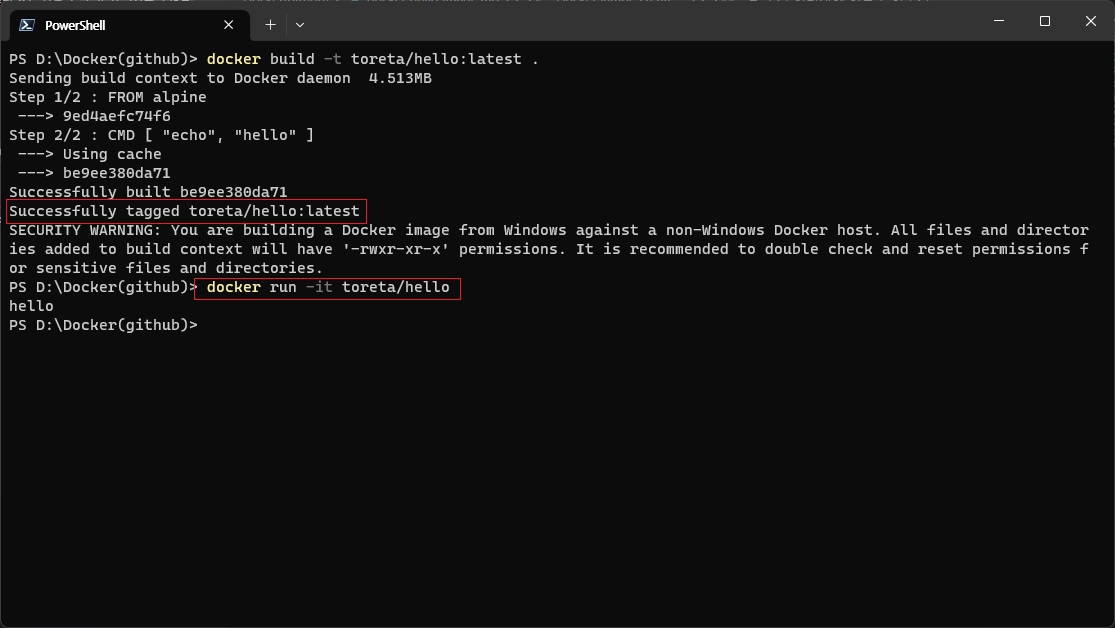 PowerShell
PS D:\Docker(github)> docker build -t toreta/hello:latest .
Sending build context to Docker daemon  4.513MB
Step 1/2 : FROM alpine
 ---> 9ed4aefc74f6
Step 2/2 : CMD [ "echo", "hello" ]
 ---> Using cache
 ---> be9ee380da71
Successfully built be9ee380da71
Successfully tagged toreta/hello:latest
SECURITY WARNING: You are building a Docker image from Windows against a non-Windows Docker host. All files and director
ies added to build context will have '-rwxr-xr-x' permissions. It is recommended to double check and reset permissions f
or sensitive files and directories.
PS D:\Docker(github)> docker run -it toreta/hello
hello
PS D:\Docker(github)>